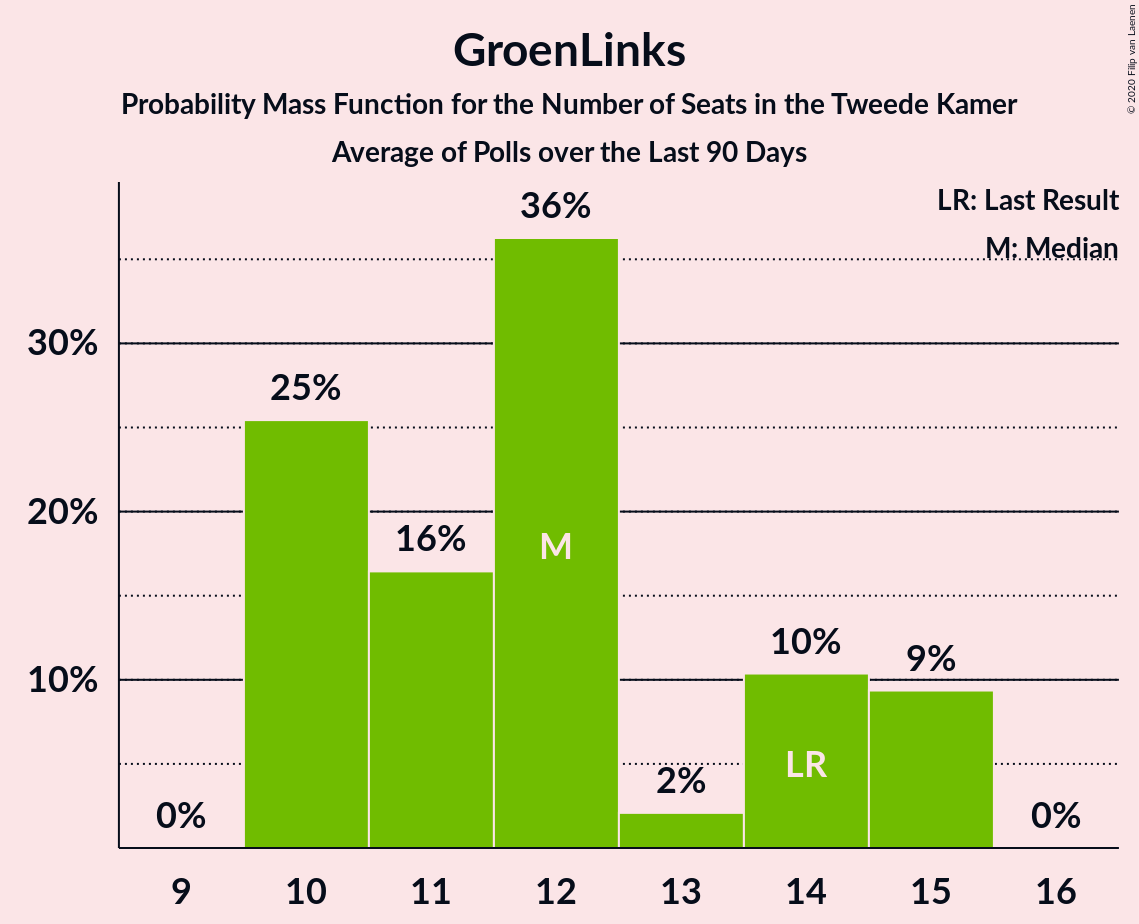 GroenLinks
Probability Mass Function for the Number of Seats in the Tweede Kamer
Average of Polls over the Last 90 Days
© 2020 Filip van Laenen
LR: Last Result
M: Median
36%
30%
25%
20%
16%
M
10%
10%
9%
LR
2%
0%
0%
9 10 11 12 13 14 15 16